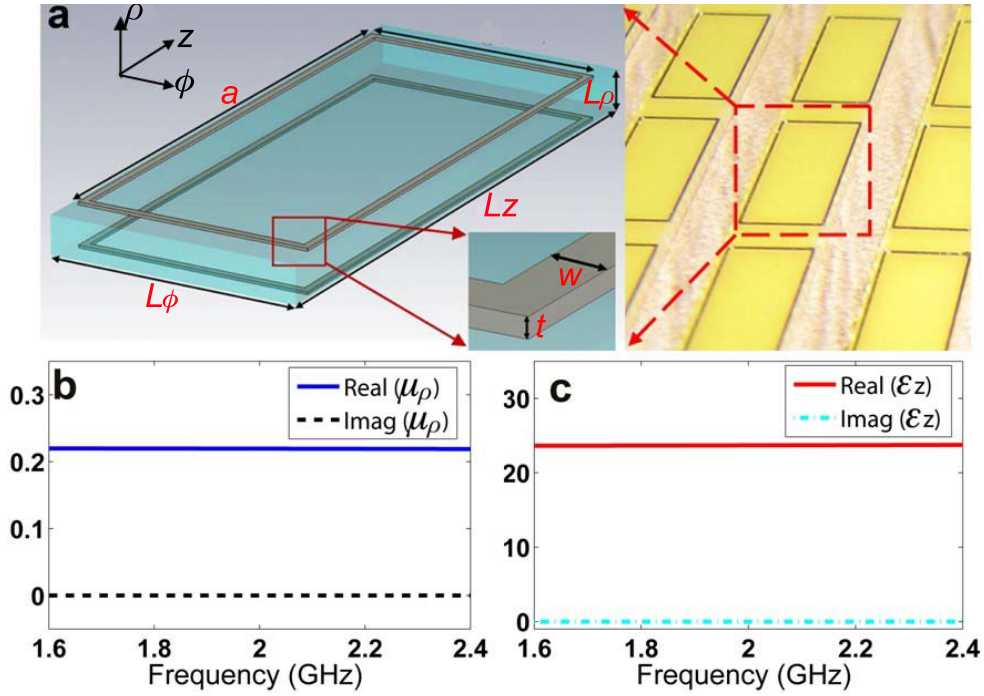 a
ρ
z
ϕ
a
Lρ
Lz
Lϕ
w
t
b
Real (μρ)
Imag (μρ)
0.3
0.2
0.1
0
1.6 1.8 2 2.2 2.4
Frequency (GHz)
c
Real (εz)
Imag (εz)
30
20
10
0
1.6 1.8 2 2.2 2.4
Frequency (GHz)